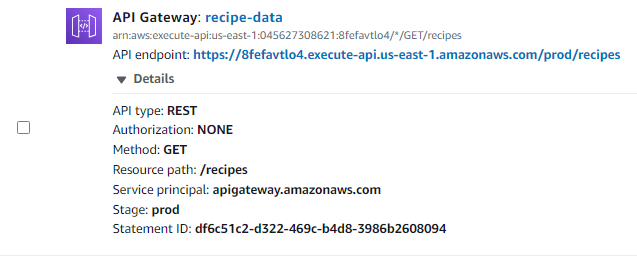 API Gateway: recipe-data
arn:aws:execute-api:us-east-1:045627308621:8fefavtlo4/*/GET/recipes
API endpoint: https://8fefavtlo4.execute-api.us-east-1.amazonaws.com/prod/recipes
Details
API type: REST
Authorization: NONE
Method: GET
Resource path: /recipes
Service principal: apigateway.amazonaws.com
Stage: prod
Statement ID: df6c51c2-d322-469c-b4d8-3986b2608094